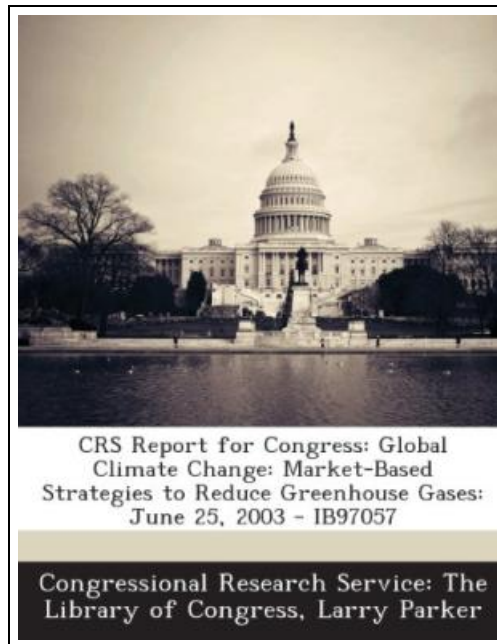 CRS Report for Congress: Global
Climate Change: Market-Based
Strategies to Reduce Greenhouse Gases:
June 25, 2003 - IB97057
Congressional Research Service: The
Library of Congress, Larry Parker